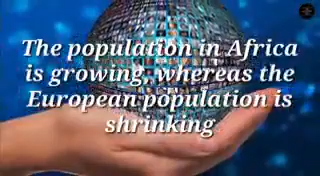 The population in Africa
is growing, whereas the
European population is
shrinking